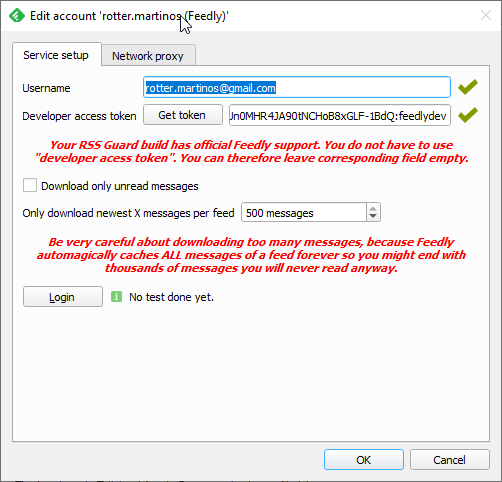 Edit account 'rotter.martinos (Feedly)'
Service setup
Network proxy
Username
rotter.martinos@gmail.com
Developer access token
Get token
Jn0MHR4JA90tNCHoB8xGLF-1BdQ:feedlydev
Your RSS Guard build has official Feedly support. You do not have to use
"developer acess token". You can therefore leave corresponding field empty.
Download only unread messages
Only download newest X messages per feed
500 messages
Be very careful about downloading too many messages, because Feedly
automagically caches ALL messages of a feed forever so you might end with
thousands of messages you will never read anyway.
Login
No test done yet.
OK
Cancel